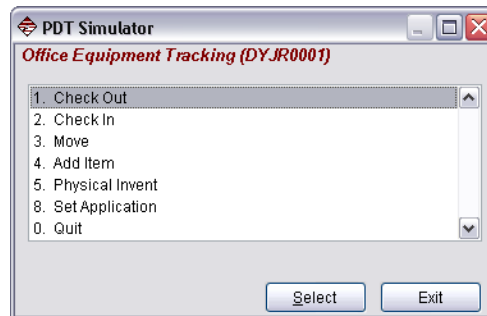 PDT Simulator
Office Equipment Tracking (DYJR0001)
1. Check Out
2. Check In
3. Move
4. Add Item
5. Physical Invent
8. Set Application
0. Quit
Select Exit